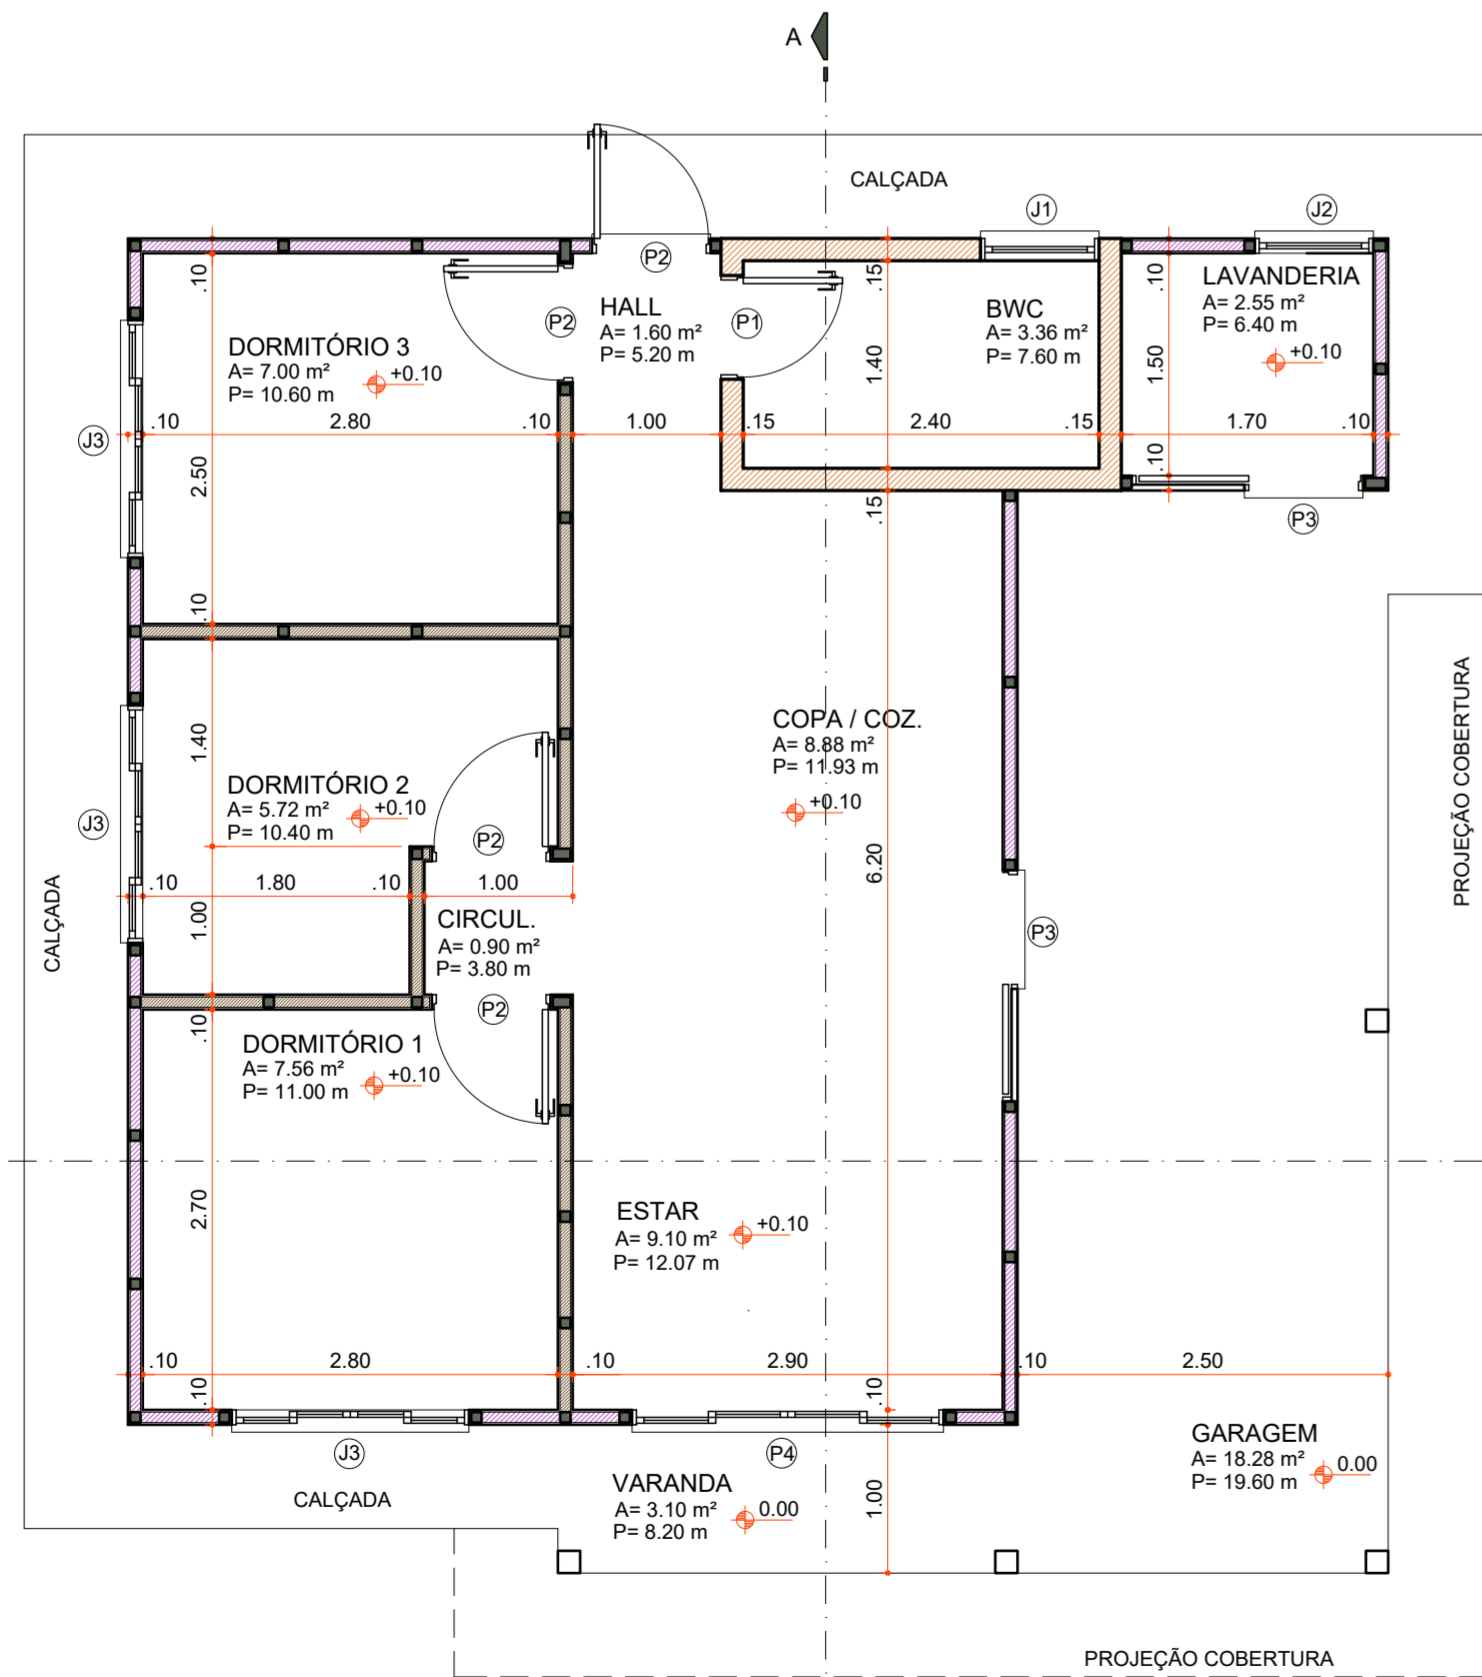 A
CALÇADA
J1
J2
P2
.10
.15
.10
LAVANDERIA
A= 2.55 m²
P= 6.40 m
+0.10
HALL
A= 1.60 m²
P= 5.20 m
P2
P1
BWC
A= 3.36 m²
P= 7.60 m
DORMITÓRIO 3
A= 7.00 m²
P= 10.60 m
+0.10
1.40
1.50
J3
.10
2.80
.10
1.00
.15
2.40
.15
1.70
.10
2.50
.10
.15
P3
.10
PROJEÇÃO COBERTURA
1.40
COPA / COZ.
A= 8.88 m²
P= 11.93 m
+0.10
DORMITÓRIO 2
A= 5.72 m²
P= 10.40 m
+0.10
J3
P2
6.20
.10
1.80
.10
1.00
CALÇADA
1.00
CIRCUL.
A= 0.90 m²
P= 3.80 m
P3
P2
.10
DORMITÓRIO 1
A= 7.56 m²
P= 11.00 m
+0.10
2.70
ESTAR
A= 9.10 m²
P= 12.07 m
+0.10
.10
2.80
.10
2.90
.10
2.50
.10
.10
J3
P4
GARAGEM
A= 18.28 m²
P= 19.60 m
0.00
CALÇADA
VARANDA
A= 3.10 m²
P= 8.20 m
0.00
1.00
PROJEÇÃO COBERTURA